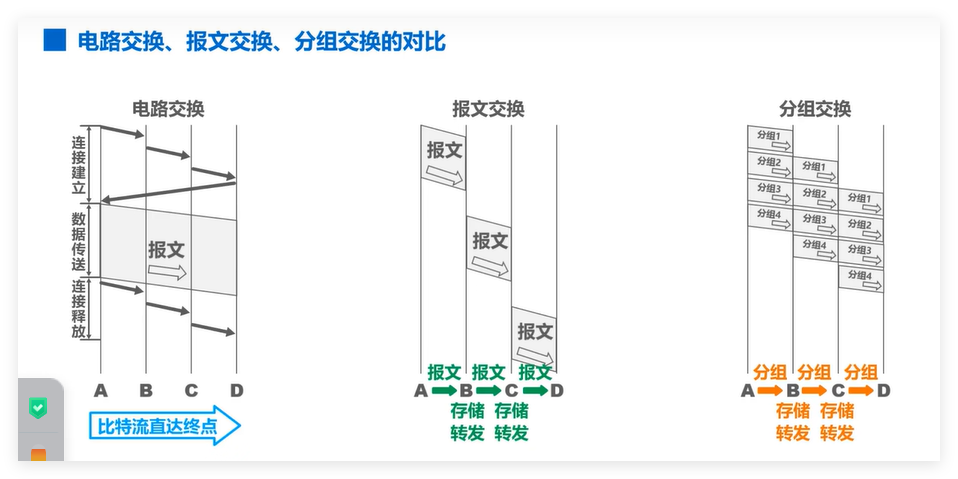 电路交换、报文交换、分组交换的对比
电路交换
连接建立
数据传送
连接释放
报文
A B C D
比特流直达终点
报文交换
报文
报文
报文
报文 报文 报文
A B C D
存储 存储
转发 转发
分组交换
分组1
分组2 分组1
分组3 分组2 分组1
分组4 分组3 分组2
分组4 分组3
分组4
分组 分组 分组
A B C D
存储 存储
转发 转发